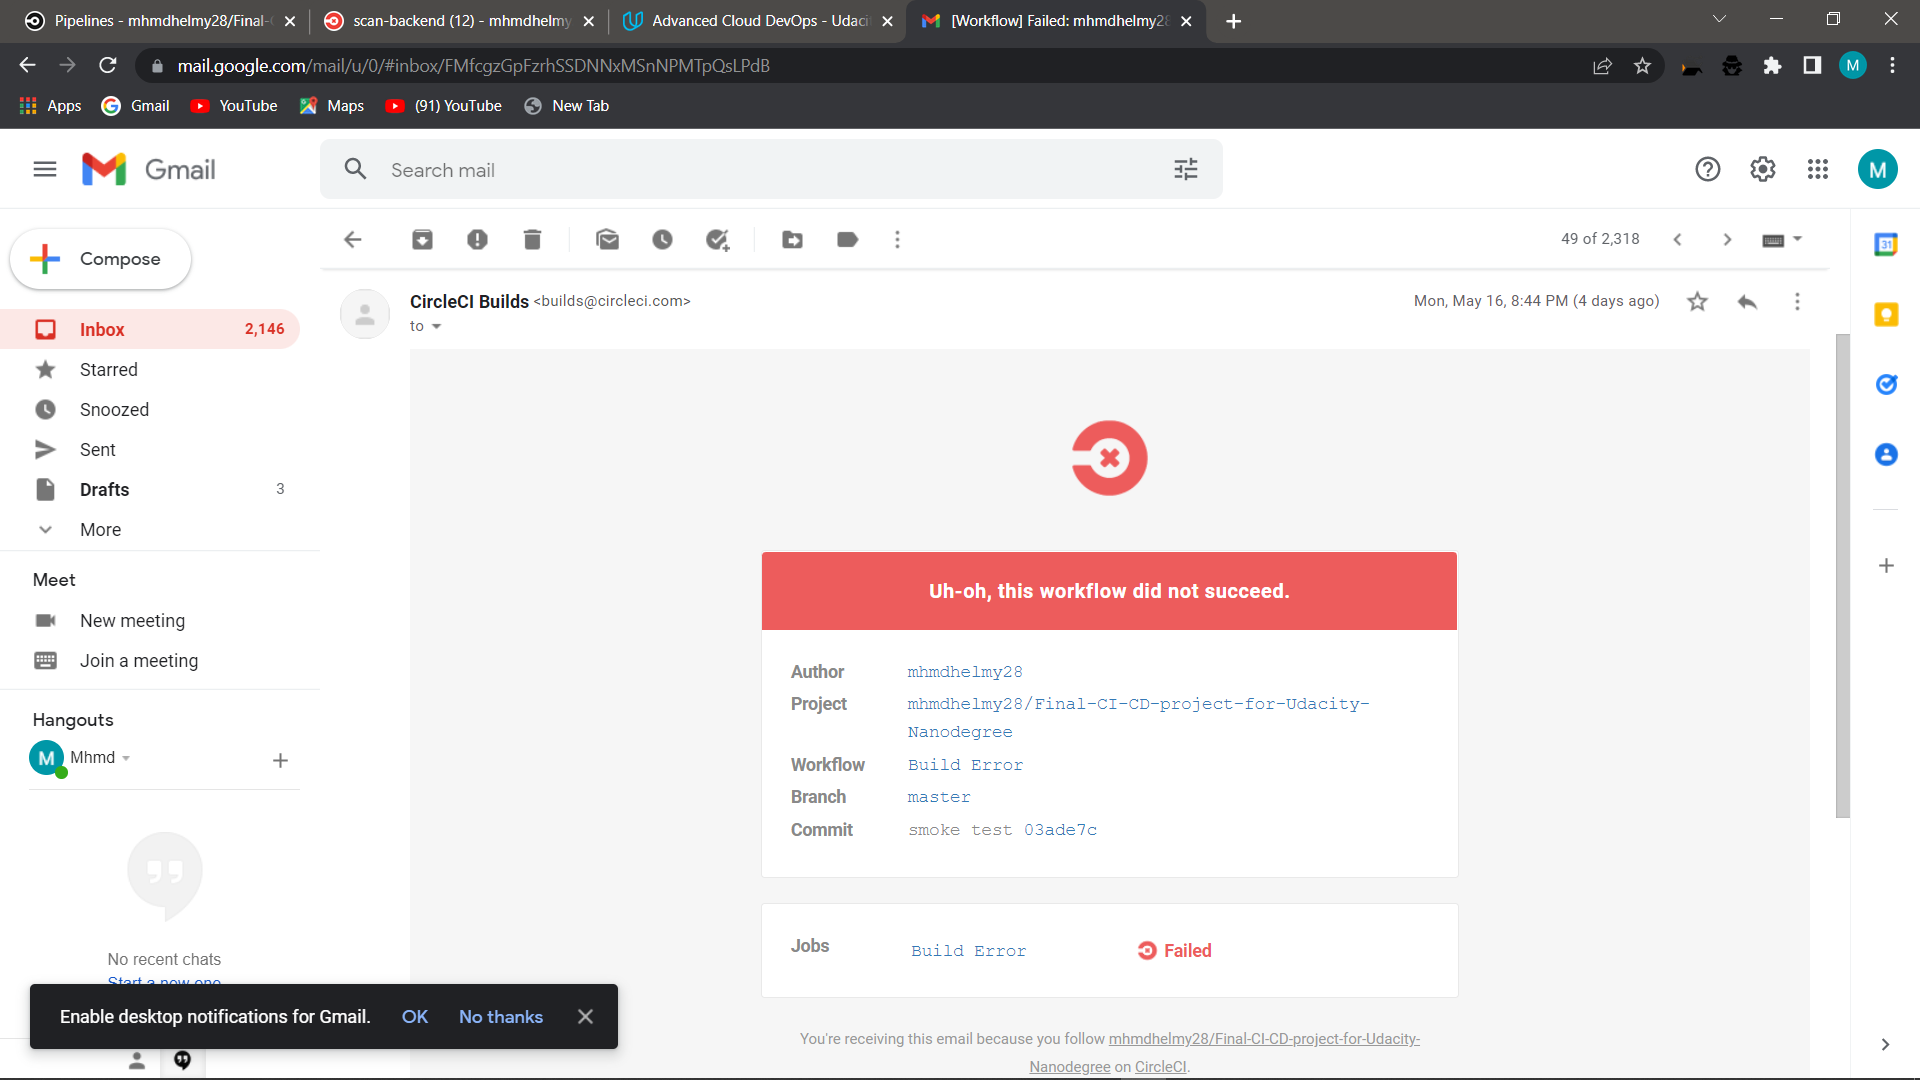 Pipelines - mhmdhelmy28/Final-
scan-backend (12) - mhmdhelmy
Advanced Cloud DevOps - Udaci
[Workflow] Failed: mhmdhelmy28
mail.google.com/mail/u/0/#inbox/FMfcgzGpFzrhSSDNNxMSnNPMTpQsLPdB
M
Apps
Gmail
YouTube
Maps
(91) YouTube
New Tab
Gmail
Search mail
M
Compose
49 of 2,318
31
CircleCI Builds <builds@circleci.com>
Mon, May 16, 8:44 PM (4 days ago)
to
Inbox 2,146
Starred
Snoozed
Sent
Drafts 3
More
Meet
New meeting
Join a meeting
Hangouts
M Mhmd
No recent chats
Start a new one
Uh-oh, this workflow did not succeed.
Author mhmdhelmy28
Project mhmdhelmy28/Final-CI-CD-project-for-Udacity-
Nanodegree
Workflow Build Error
Branch master
Commit smoke test 03ade7c
Jobs Build Error Failed
Enable desktop notifications for Gmail. OK No thanks
You're receiving this email because you follow mhmdhelmy28/Final-CI-CD-project-for-Udacity-
Nanodegree on CircleCI.